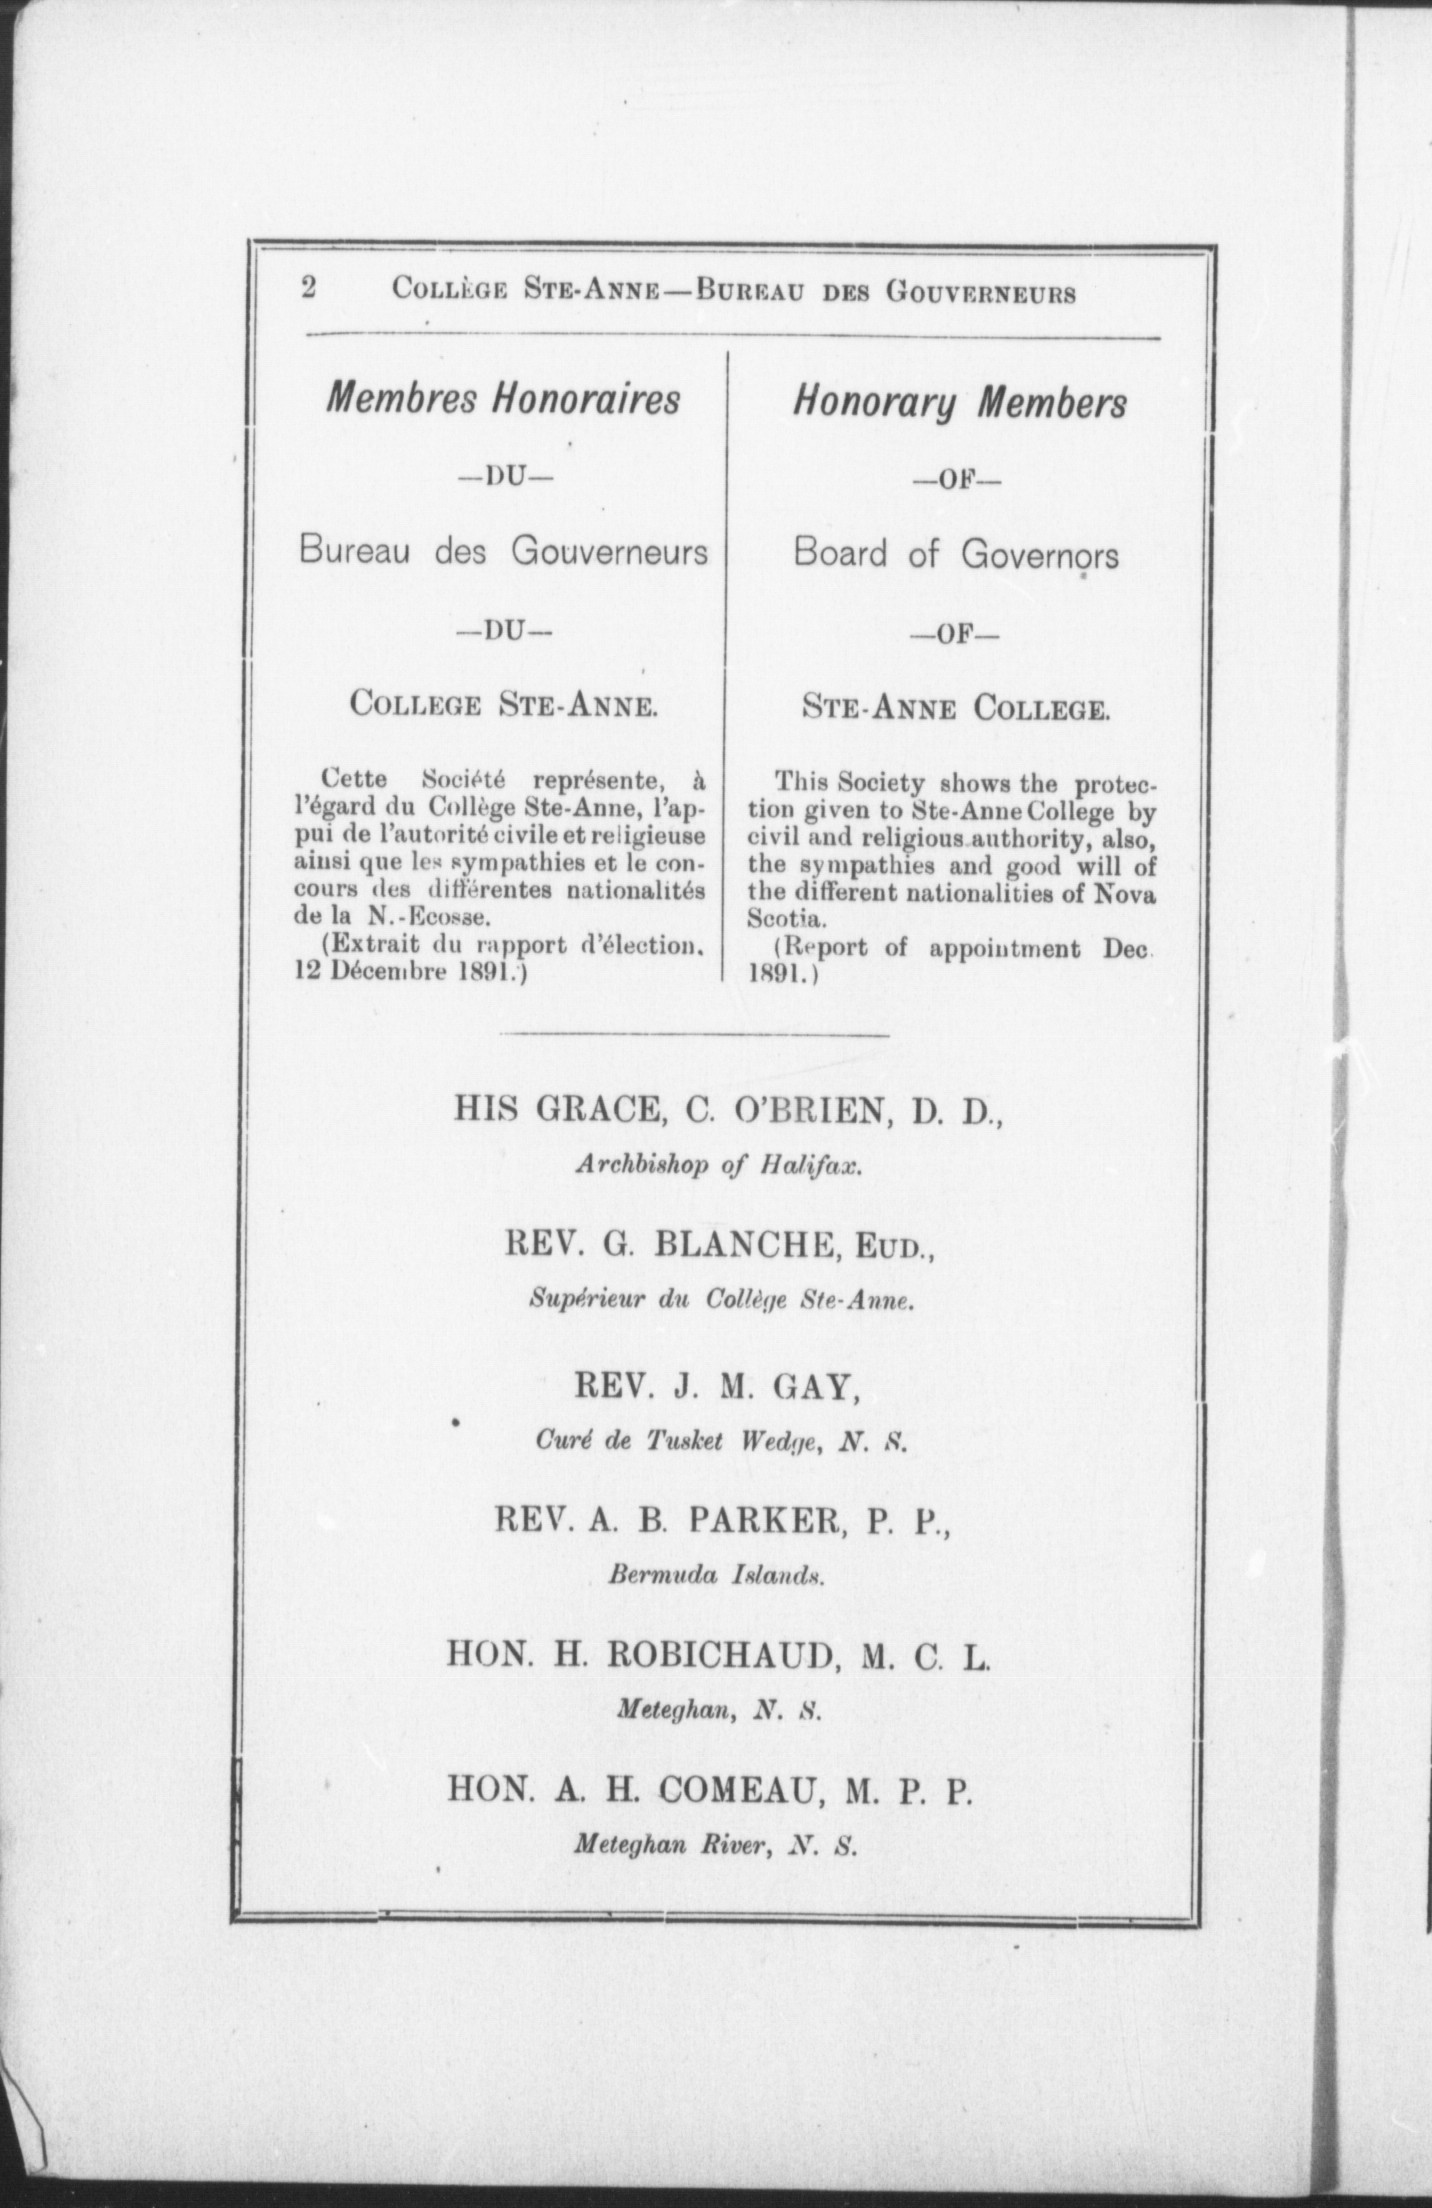 2 COLLÈGE STE-ANNE—BUREAU DES GOUVERNEURS
Membres Honoraires
—DU—
Bureau des Gouverneurs
—DU—
COLLEGE STE-ANNE.
Cette Société représente, à
l'égard du Collège Ste-Anne, l'ap-
pui de l'autorité civile et religieuse
ainsi que les sympathies et le con-
cours des différentes nationalités
de la N.-Ecosse.
(Extrait du rapport d'élection.
12 Décembre 1891.)
Honorary Members
—OF—
Board of Governors
—OF—
STE-ANNE COLLEGE.
This Society shows the protec-
tion given to Ste-Anne College by
civil and religious authority, also,
the sympathies and good will of
the different nationalities of Nova
Scotia.
(Report of appointment Dec.
1891.)
HIS GRACE, C. O'BRIEN, D. D.,
Archbishop of Halifax.
REV. G. BLANCHE, EUD.,
Supérieur du Collège Ste-Anne.
REV. J. M. GAY,
Curé de Tusket Wedge, N. S.
REV. A. B. PARKER, P. P.,
Bermuda Islands.
HON. H. ROBICHAUD, M. C. L.
Meteghan, N. S.
HON. A. H. COMEAU, M. P. P.
Meteghan River, N. S.